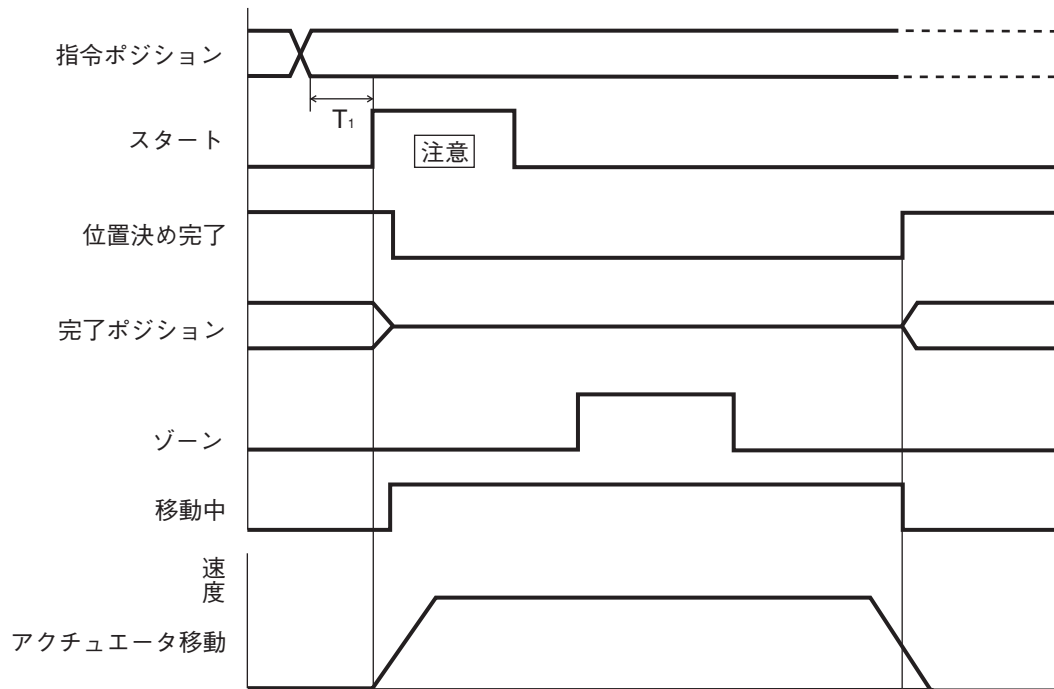 指令ポジション
T₁
スタート
注意
位置決め完了
完了ポジション
ゾーン
移動中
速度
アクチュエータ移動